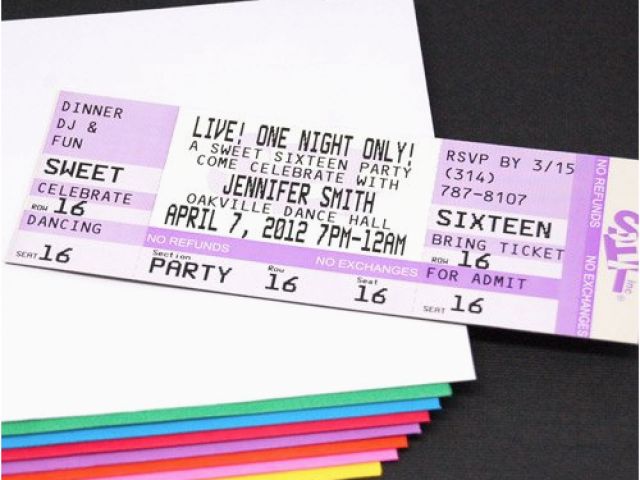 DINNER
DJ &
FUN
SWEET
CELEBRATE
ROW 16
DANCING
SEAT 16
LIVE! ONE NIGHT ONLY!
A SWEET SIXTEEN PARTY
COME CELEBRATE WITH
JENNIFER SMITH
OAKVILLE DANCE HALL
APRIL 7, 2012 7PM-12AM
NO REFUNDS NO EXCHANGES
Section Row Seat
PARTY 16 16
RSVP BY 3/15
(314)
787-8107
SIXTEEN
BRING TICKET
ROW 16
FOR ADMIT
SEAT 16
NO REFUNDS NO EXCHANGES
inc